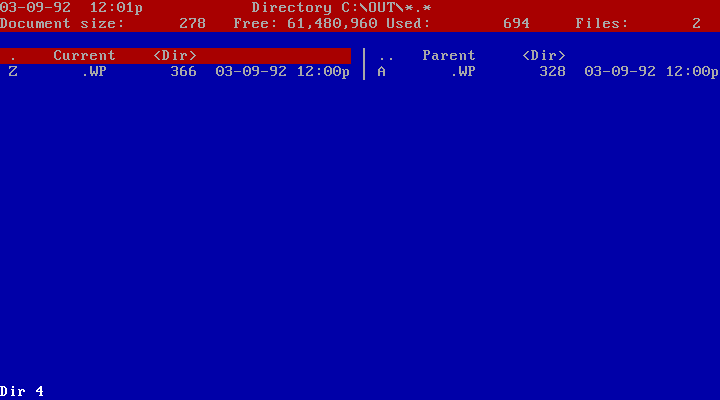 03-09-92  12:01p            Directory C:\OUT\*.*
Document size:      278   Free: 61,480,960 Used:        694     Files:       2
.    Current    <Dir>                   | ..   Parent     <Dir>
Z       .WP       366  03-09-92 12:00p | A       .WP       328  03-09-92 12:00p
Dir 4